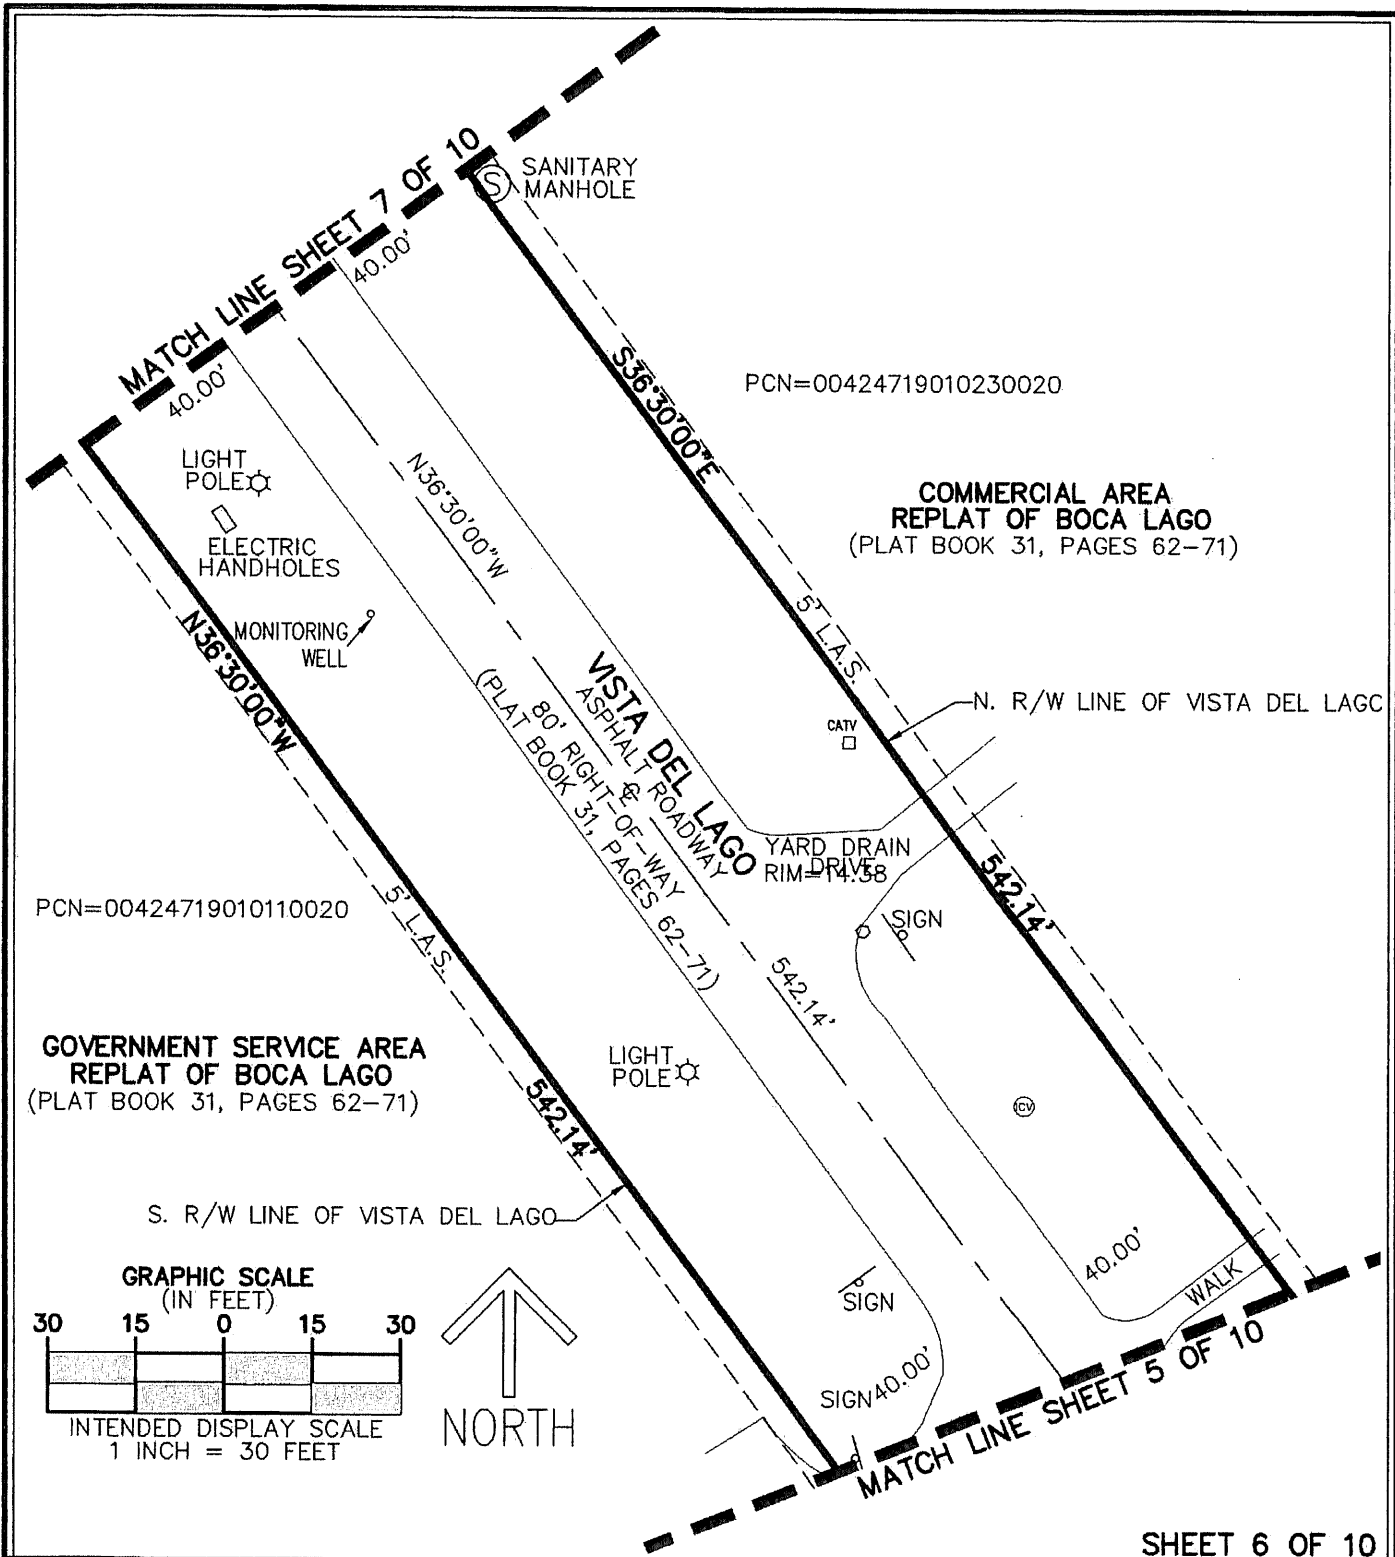 MATCH LINE SHEET 7 OF 10
S
SANITARY
MANHOLE
40.00'
40.00'
S36°30'00"E
PCN=00424719010230020
LIGHT
POLE
N36°30'00"W
COMMERCIAL AREA
REPLAT OF BOCA LAGO
(PLAT BOOK 31, PAGES 62-71)
ELECTRIC
HANDHOLES
MONITORING
WELL
N36°30'00"W
5' L.A.S.
N. R/W LINE OF VISTA DEL LAGO
CATV
VISTA DEL LAGO
ASPHALT ROADWAY
℄
80' RIGHT-OF-WAY
(PLAT BOOK 31, PAGES 62-71)
YARD DRAIN
RIM=14.38
DRIVE
542.14'
PCN=00424719010110020
5' L.A.S.
SIGN
542.14'
GOVERNMENT SERVICE AREA
REPLAT OF BOCA LAGO
(PLAT BOOK 31, PAGES 62-71)
LIGHT
POLE
542.14'
ICV
S. R/W LINE OF VISTA DEL LAGO
40.00'
WALK
SIGN
GRAPHIC SCALE
(IN FEET)
30 15 0 15 30
INTENDED DISPLAY SCALE
1 INCH = 30 FEET
NORTH
SIGN
40.00'
MATCH LINE SHEET 5 OF 10
SHEET 6 OF 10